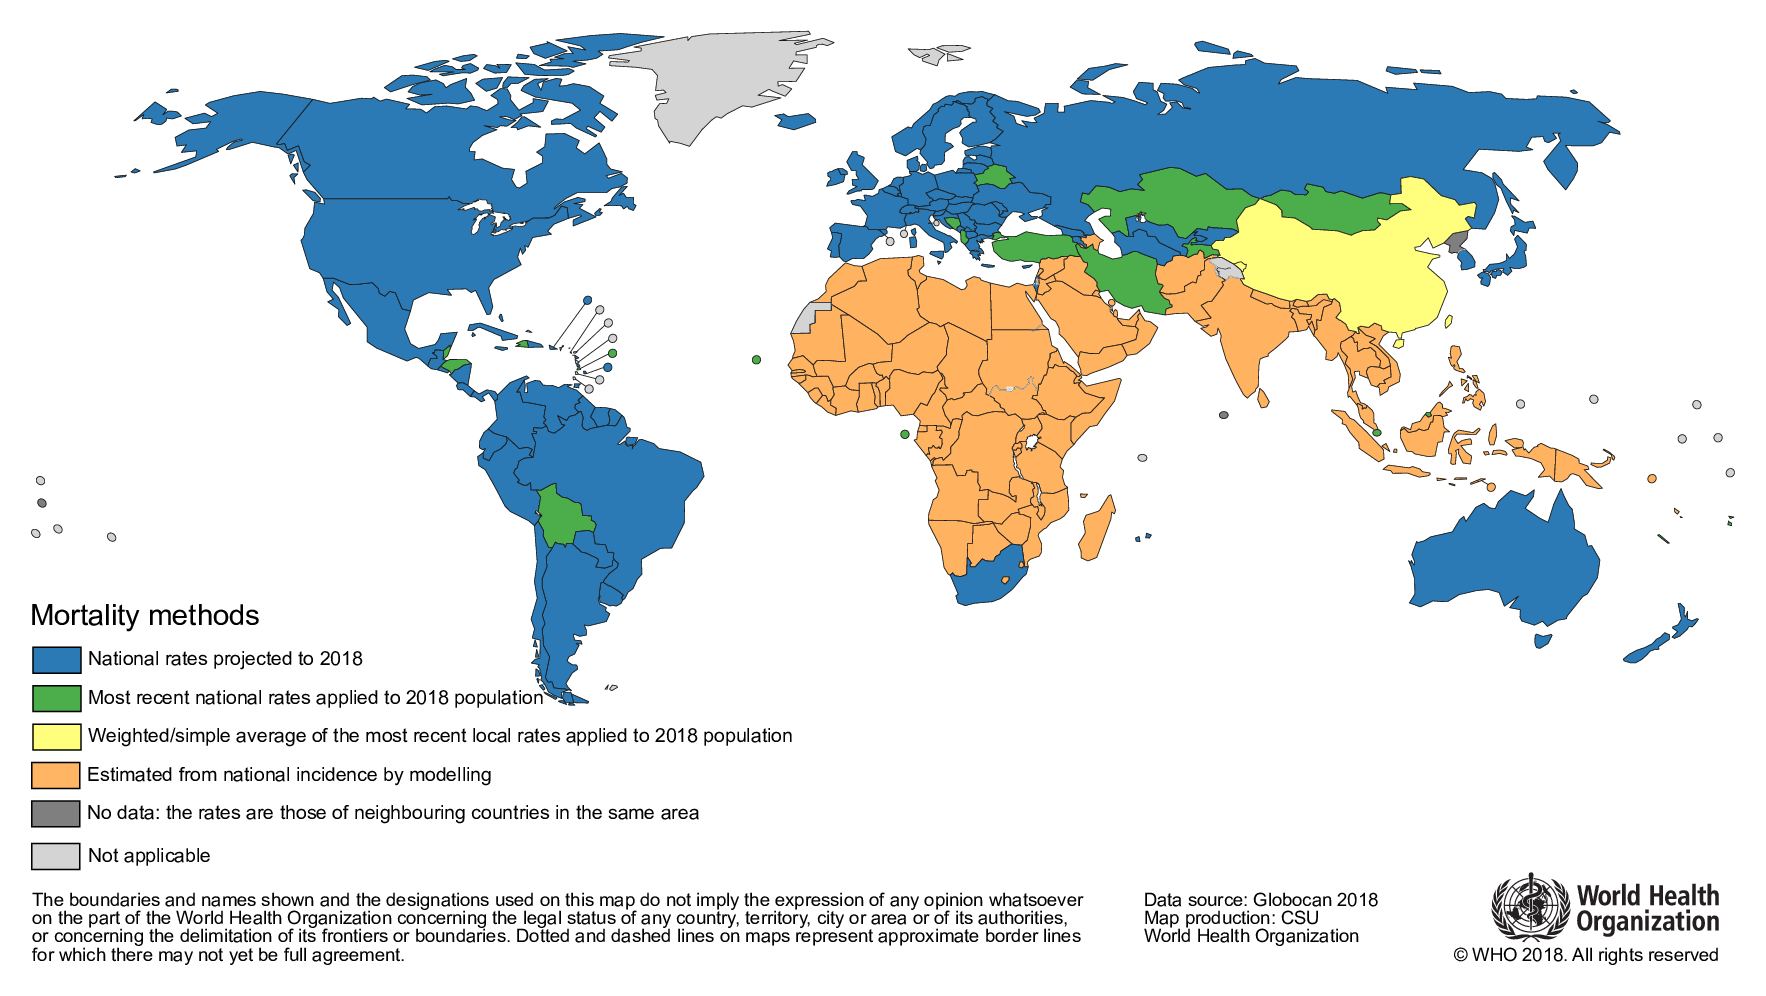 Mortality methods
National rates projected to 2018
Most recent national rates applied to 2018 population
Weighted/simple average of the most recent local rates applied to 2018 population
Estimated from national incidence by modelling
No data: the rates are those of neighbouring countries in the same area
Not applicable
The boundaries and names shown and the designations used on this map do not imply the expression of any opinion whatsoever
on the part of the World Health Organization concerning the legal status of any country, territory, city or area or of its authorities,
or concerning the delimitation of its frontiers or boundaries. Dotted and dashed lines on maps represent approximate border lines
for which there may not yet be full agreement.
Data source: Globocan 2018
Map production: CSU
World Health Organization
World Health
Organization
© WHO 2018. All rights reserved